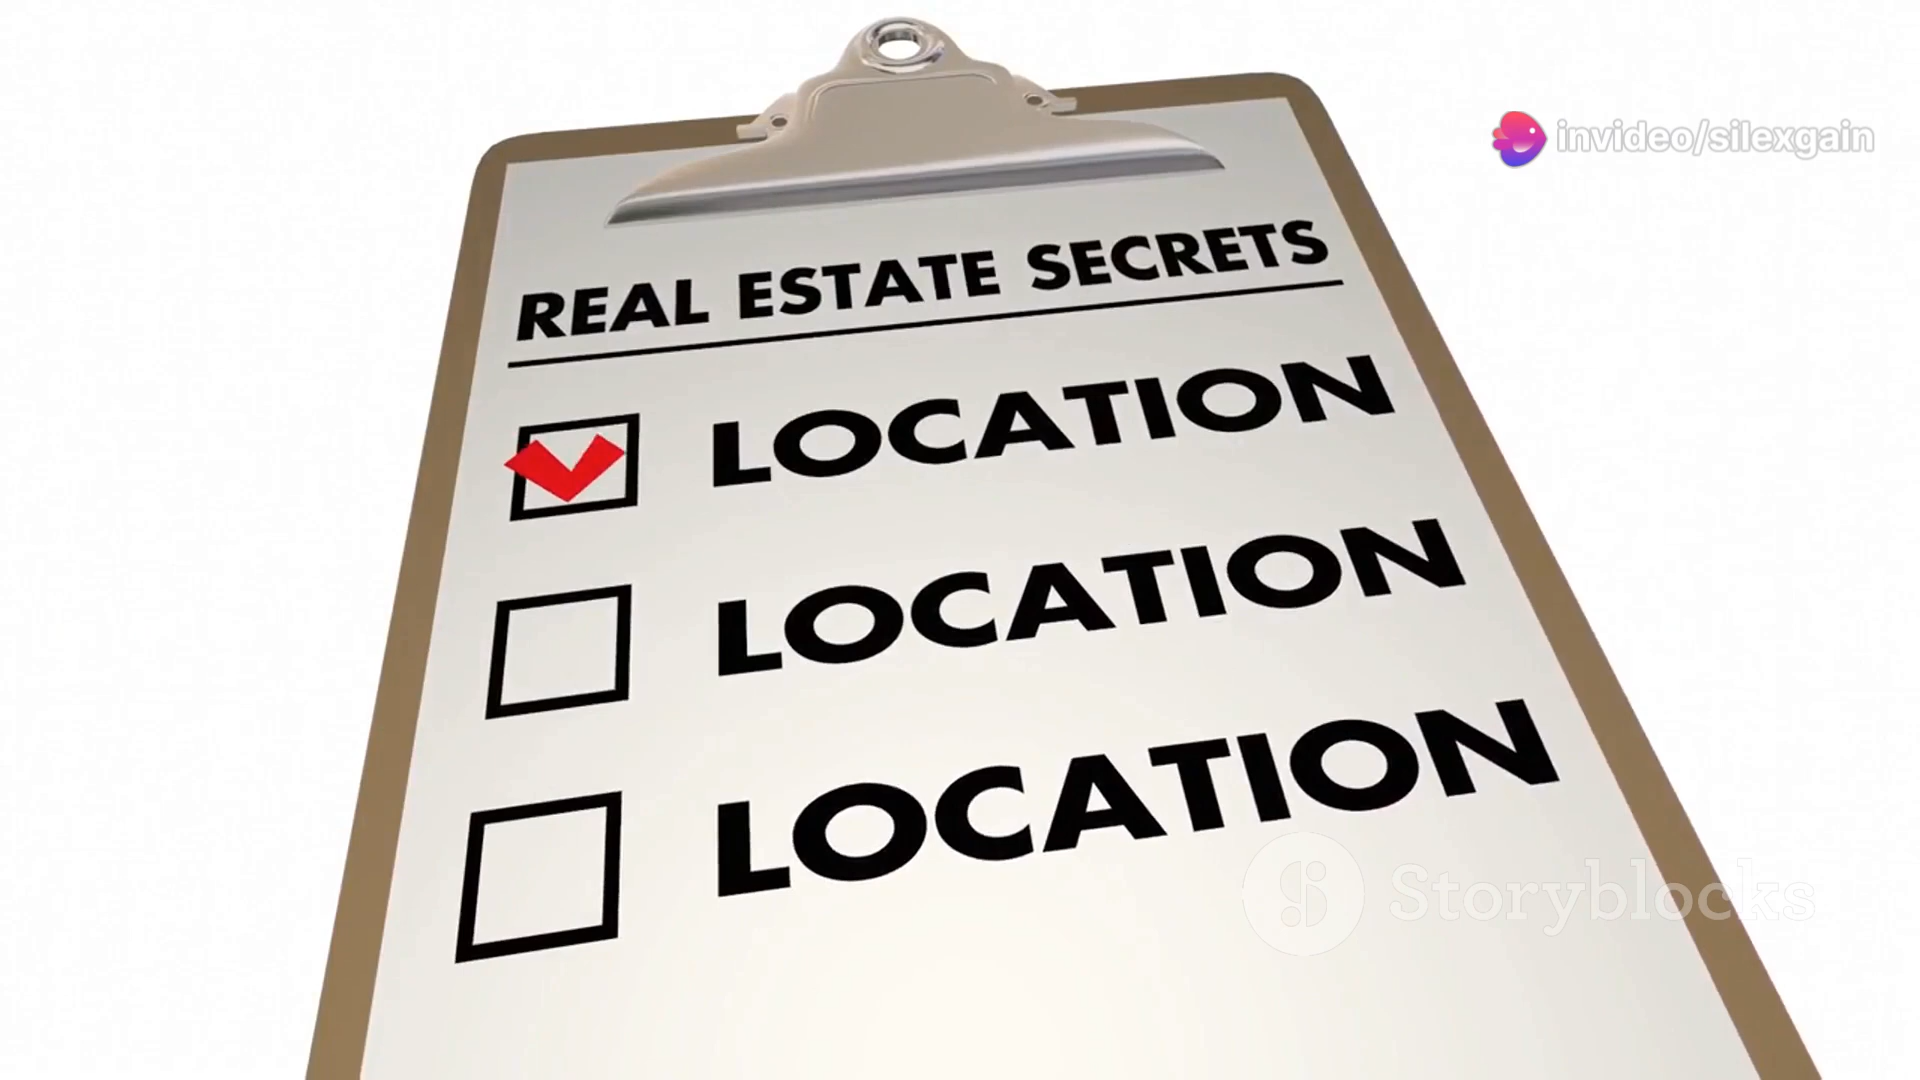 invideo/silexgain
REAL ESTATE SECRETS
LOCATION
LOCATION
LOCATION
Storyblocks